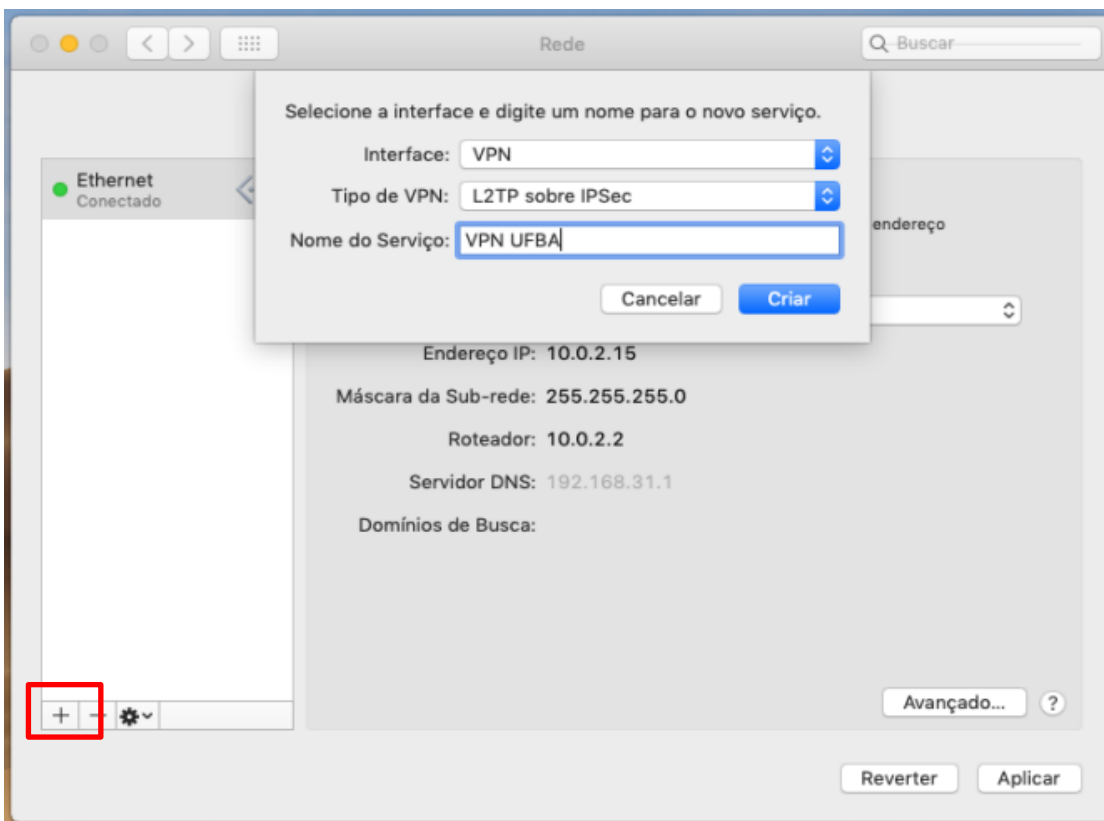 Rede
Buscar
Selecione a interface e digite um nome para o novo serviço.
Interface: VPN
Tipo de VPN: L2TP sobre IPSec
Nome do Serviço: VPN UFBA
Cancelar
Criar
Ethernet
Conectado
endereço
Endereço IP: 10.0.2.15
Máscara da Sub-rede: 255.255.255.0
Roteador: 10.0.2.2
Servidor DNS: 192.168.31.1
Domínios de Busca:
+ − 
Avançado... ?
Reverter
Aplicar